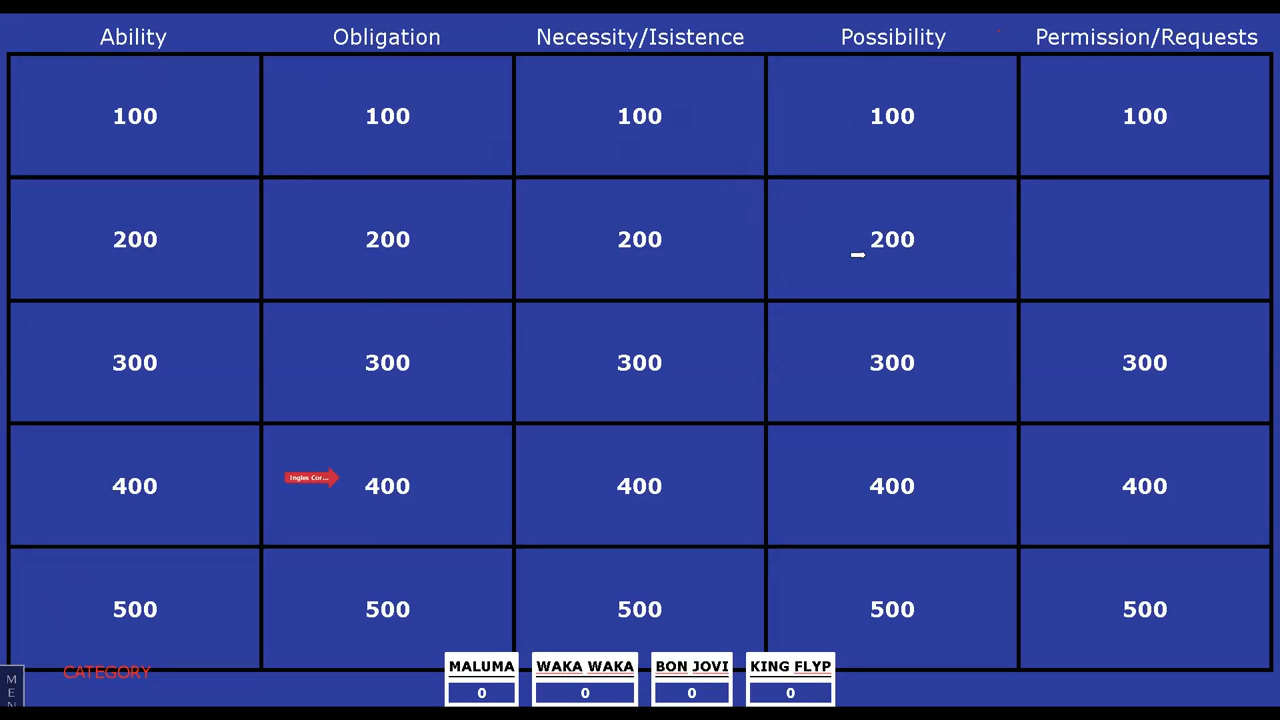 Ability Obligation Necessity/Isistence Possibility Permission/Requests
100 100 100 100 100
200 200 200 200
300 300 300 300 300
Ingles Cor...
400 400 400 400 400
500 500 500 500 500
CATEGORY
MALUMA WAKA WAKA BON JOVI KING FLYP
0 0 0 0
M
E
N